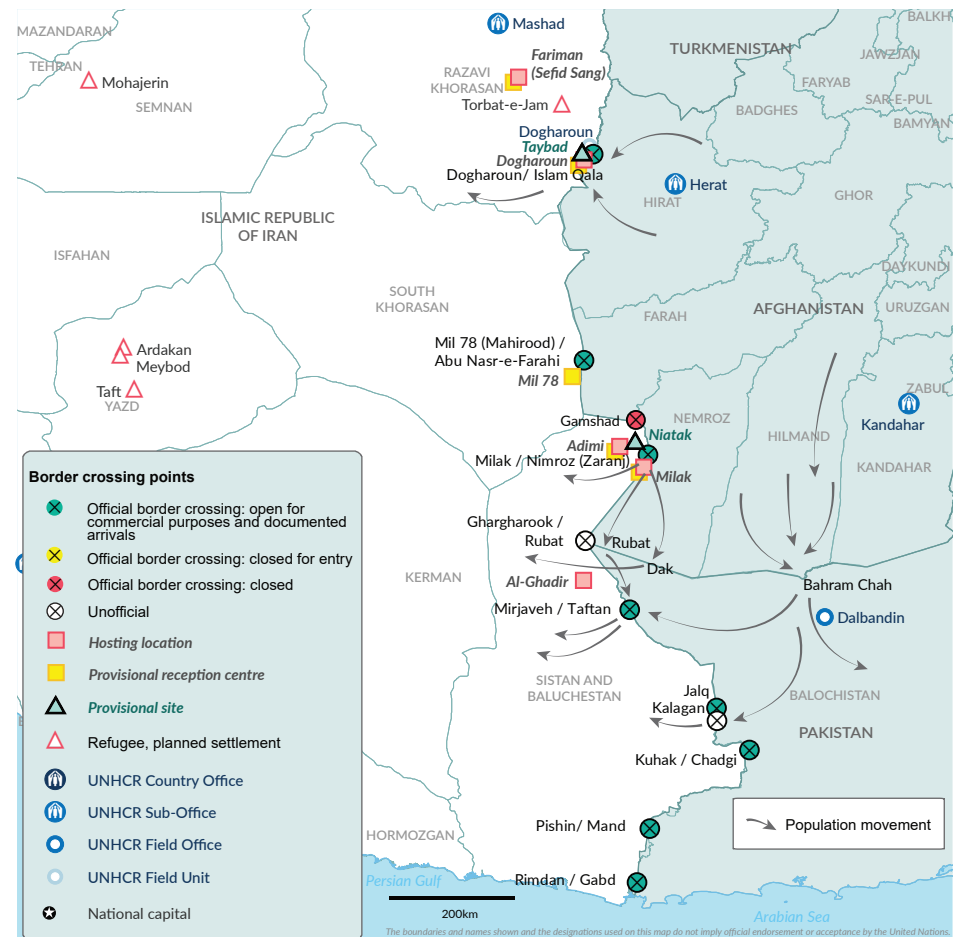 MAZANDARAN
TEHRAN
Mohajerin
SEMNAN
Mashad
Fariman
(Sefid Sang)
RAZAVI
KHORASAN
Torbat-e-Jam
TURKMENISTAN
BALKH
JAWZJAN
FARYAB
SAR-E-PUL
BADGHES
BAMYAN
Dogharoun
Taybad
Dogharoun
Dogharoun/ Islam Qala
Herat
HIRAT
GHOR
ISLAMIC REPUBLIC
OF IRAN
ISFAHAN
DAYKUNDI
SOUTH
KHORASAN
AFGHANISTAN
URUZGAN
FARAH
Mil 78 (Mahirood) /
Abu Nasr-e-Farahi
Mil 78
Ardakan
Meybod
Taft
YAZD
ZABUL
Kandahar
Gamshad
NEMROZ
Niatak
HILMAND
Adimi
Milak / Nimroz (Zaranj)
Milak
KANDAHAR
Ghargharook /
Rubat
Rubat
Dak
KERMAN
Al-Ghadir
Bahram Chah
Mirjaveh / Taftan
Dalbandin
SISTAN AND
BALUCHESTAN
Jalq
Kalagan
BALOCHISTAN
PAKISTAN
Kuhak / Chadgi
Pishin/ Mand
HORMOZGAN
Rimdan / Gabd
Persian Gulf
Arabian Sea
200km
Population movement
Border crossing points
Official border crossing: open for
commercial purposes and documented
arrivals
Official border crossing: closed for entry
Official border crossing: closed
Unofficial
Hosting location
Provisional reception centre
Provisional site
Refugee, planned settlement
UNHCR Country Office
UNHCR Sub-Office
UNHCR Field Office
UNHCR Field Unit
National capital
The boundaries and names shown and the designations used on this map do not imply official endorsement or acceptance by the United Nations.